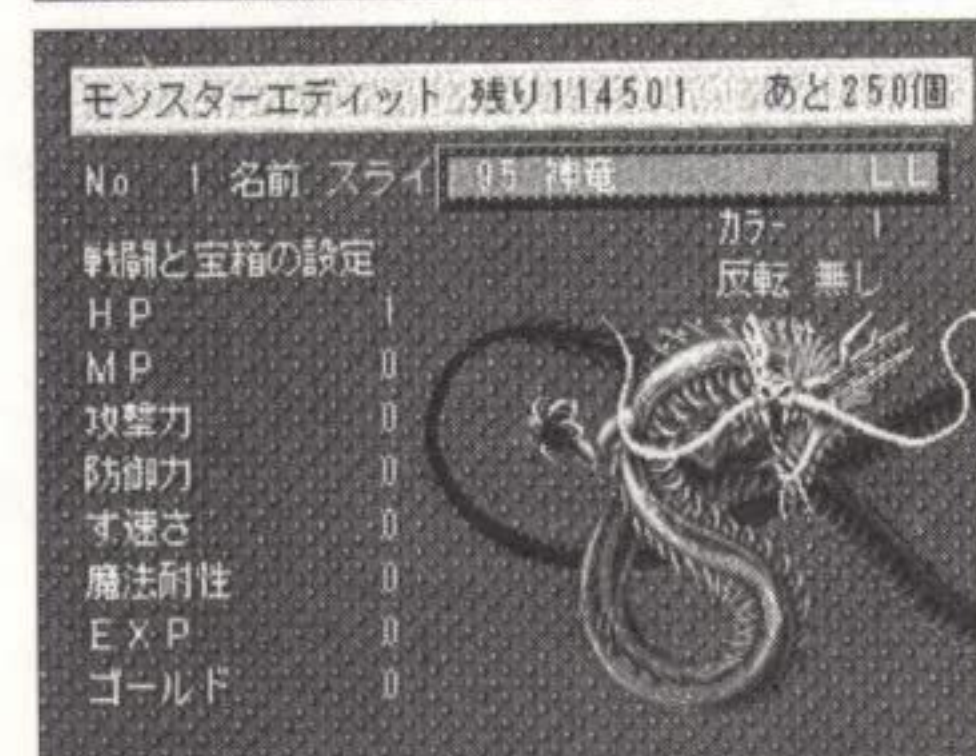 モンスターエディット 残り114501 あと250個
No 1 名前 スライ 95 神竜 LL
カラー 1
反転 無し
戦闘と宝箱の設定
HP 1
MP 0
攻撃力 0
防御力 0
す速さ 0
魔法耐性 0
EXP 0
ゴールド 0